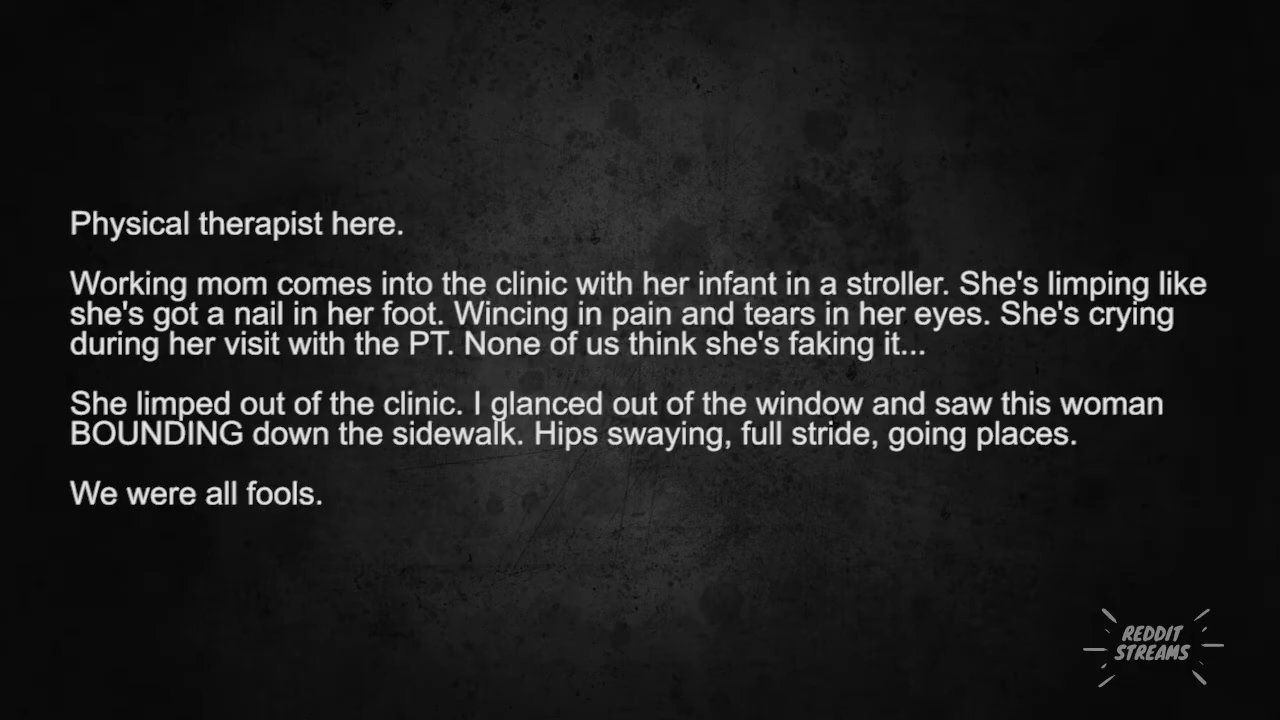 Physical therapist here.
Working mom comes into the clinic with her infant in a stroller. She's limping like
she's got a nail in her foot. Wincing in pain and tears in her eyes. She's crying
during her visit with the PT. None of us think she's faking it...
She limped out of the clinic. I glanced out of the window and saw this woman
BOUNDING down the sidewalk. Hips swaying, full stride, going places.
We were all fools.
REDDIT
STREAMS